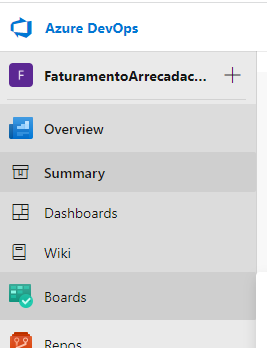 Azure DevOps
F FaturamentoArrecadac...
Overview
Summary
Dashboards
Wiki
Boards
Repos